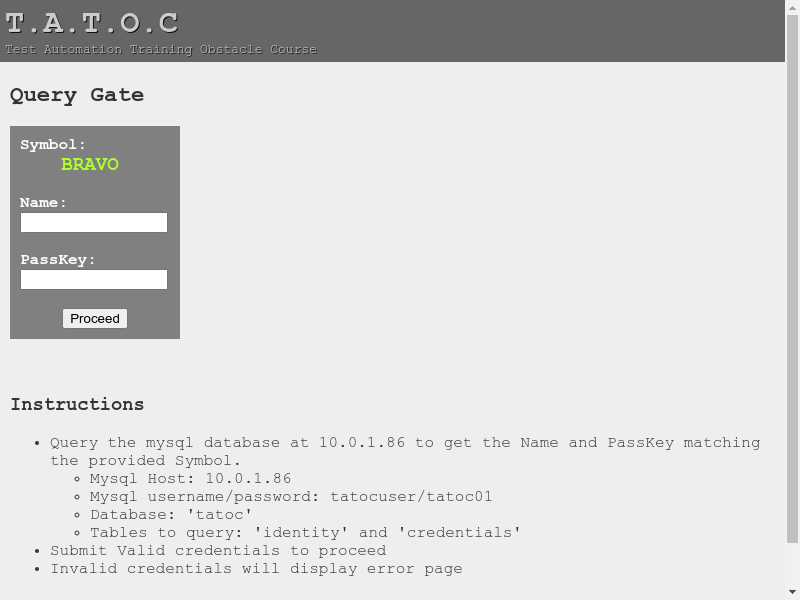 T.A.T.O.C
Test Automation Training Obstacle Course
Query Gate
Symbol:
BRAVO
Name:
PassKey:
Proceed
Instructions
Query the mysql database at 10.0.1.86 to get the Name and PassKey matching
the provided Symbol.
Mysql Host: 10.0.1.86
Mysql username/password: tatocuser/tatoc01
Database: 'tatoc'
Tables to query: 'identity' and 'credentials'
Submit Valid credentials to proceed
Invalid credentials will display error page